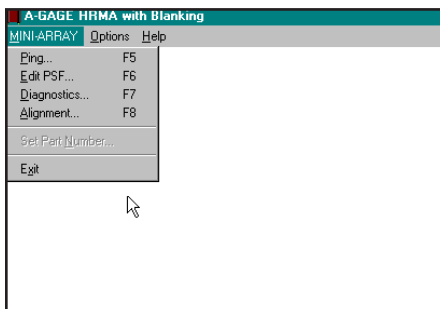 A-GAGE HRMA with Blanking
MINI-ARRAY Options Help
Ping... F5
Edit PSF... F6
Diagnostics... F7
Alignment... F8
Set Part Number...
Exit